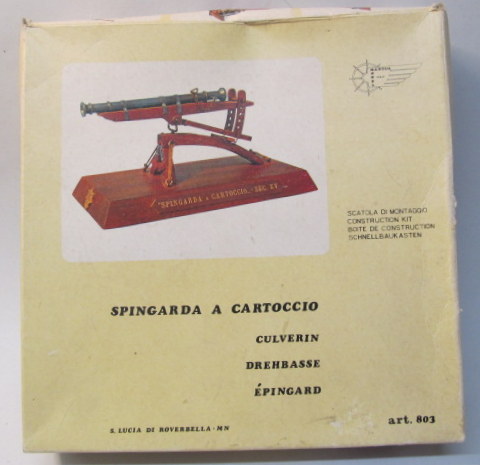 "SPINGARDA A CARTOCCIO. SEC. XV
SCATOLA DI MONTAGGIO
CONSTRUCTION KIT
BOITE DE CONSTRUCTION
SCHNELLBAUKASTEN
SPINGARDA A CARTOCCIO
CULVERIN
DREHBASSE
ÉPINGARD
S. LUCIA DI ROVERBELLA - MN
art. 803